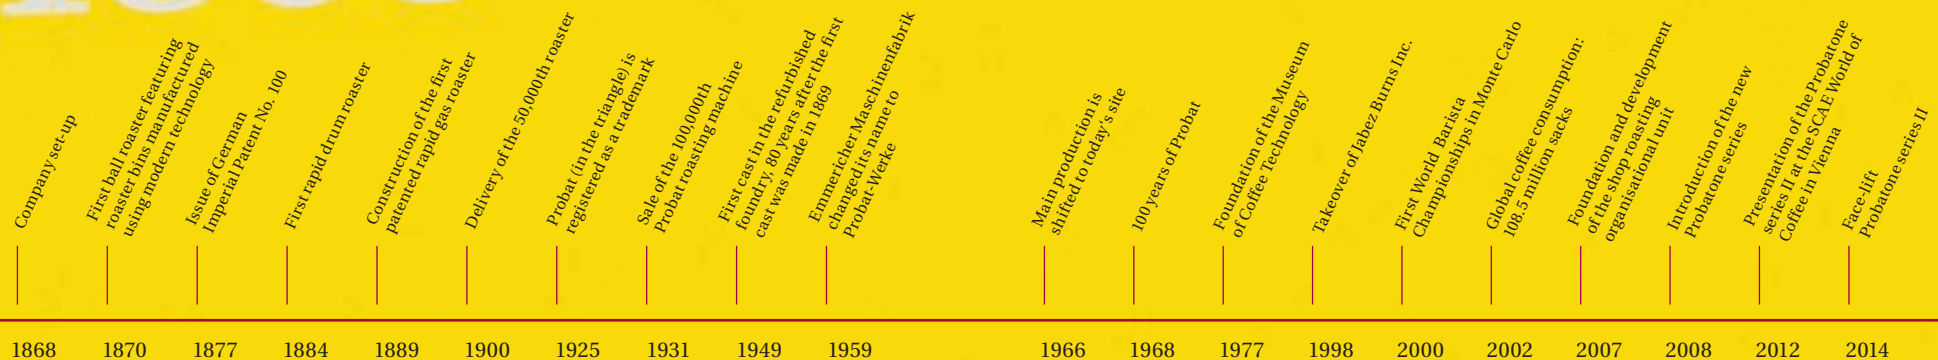 Company set-up
First ball roaster featuring
roaster bins manufactured
using modern technology
Issue of German
Imperial Patent No. 100
First rapid drum roaster
Construction of the first
patented rapid gas roaster
Delivery of the 50,000th roaster
Probat (in the triangle) is
registered as a trademark
Sale of the 100,000th
Probat roasting machine
First cast in the refurbished
foundry, 80 years after the first
cast was made in 1869
Emmericher Maschinenfabrik
changed its name to
Probat-Werke
Main production is
shifted to today's site
100 years of Probat
Foundation of the Museum
of Coffee Technology
Takeover of Jabez Burns Inc.
First World Barista
Championships in Monte Carlo
Global coffee consumption:
108.5 million sacks
Foundation and development
of the shop roasting
organisational unit
Introduction of the new
Probatone series
Presentation of the Probatone
series II at the SCAE World of
Coffee in Vienna
Face-lift
Probatone series II
1868 1870 1877 1884 1889 1900 1925 1931 1949 1959 1966 1968 1977 1998 2000 2002 2007 2008 2012 2014